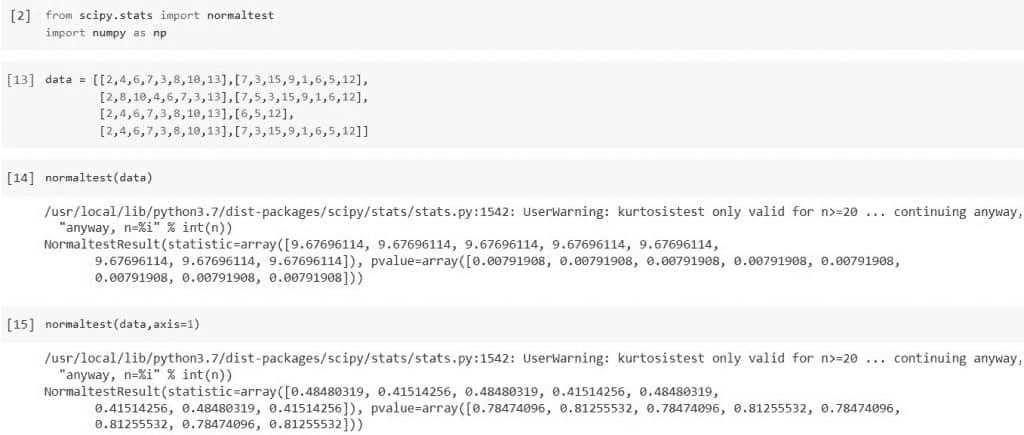 [2] from scipy.stats import normaltest
import numpy as np
[13] data = [[2,4,6,7,3,8,10,13],[7,3,15,9,1,6,5,12],
[2,8,10,4,6,7,3,13],[7,5,3,15,9,1,6,12],
[2,4,6,7,3,8,10,13],[6,5,12],
[2,4,6,7,3,8,10,13],[7,3,15,9,1,6,5,12]]
[14] normaltest(data)
/usr/local/lib/python3.7/dist-packages/scipy/stats/stats.py:1542: UserWarning: kurtosistest only valid for n>=20 ... continuing anyway,
"anyway, n=%i" % int(n))
NormaltestResult(statistic=array([9.67696114, 9.67696114, 9.67696114, 9.67696114, 9.67696114,
9.67696114, 9.67696114, 9.67696114]), pvalue=array([0.00791908, 0.00791908, 0.00791908, 0.00791908, 0.00791908,
0.00791908, 0.00791908, 0.00791908]))
[15] normaltest(data,axis=1)
/usr/local/lib/python3.7/dist-packages/scipy/stats/stats.py:1542: UserWarning: kurtosistest only valid for n>=20 ... continuing anyway,
"anyway, n=%i" % int(n))
NormaltestResult(statistic=array([0.48480319, 0.41514256, 0.48480319, 0.41514256, 0.48480319,
0.41514256, 0.48480319, 0.41514256]), pvalue=array([0.78474096, 0.81255532, 0.78474096, 0.81255532, 0.78474096,
0.81255532, 0.78474096, 0.81255532]))